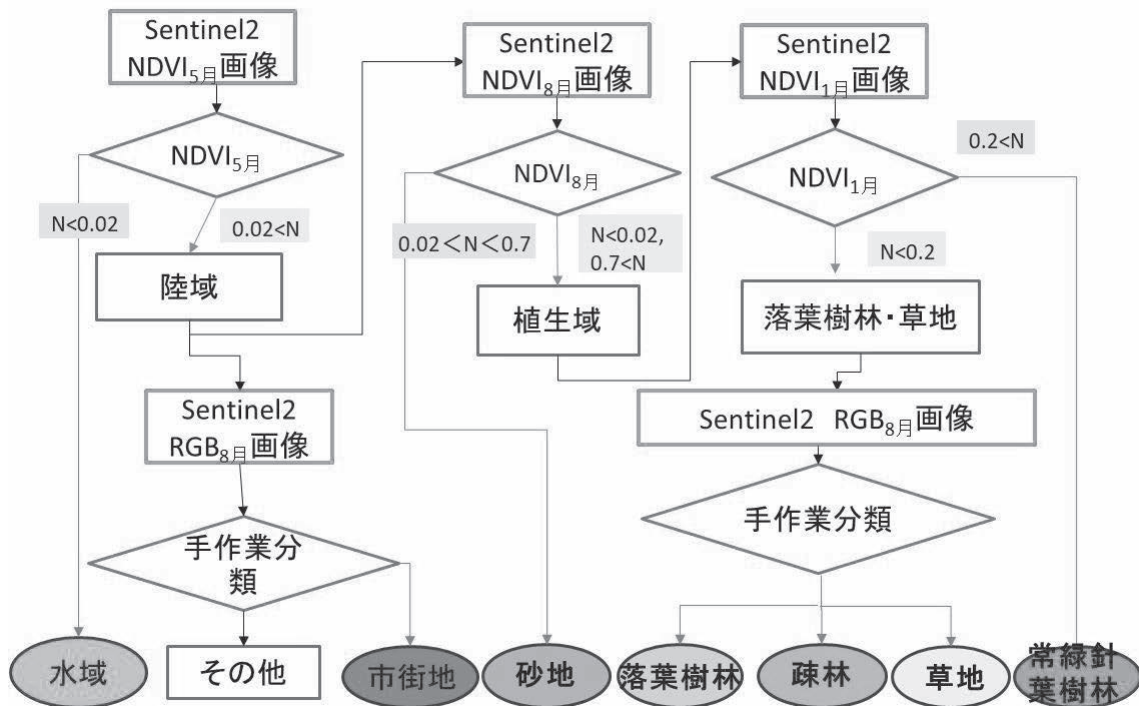 Sentinel2
NDVI5月画像
NDVI5月
N<0.02
0.02<N
陸域
Sentinel2
RGB8月画像
手作業分
類
水域
その他
市街地
Sentinel2
NDVI8月画像
NDVI8月
0.02＜N＜0.7
N<0.02,
0.7<N
植生域
砂地
Sentinel2
NDVI1月画像
NDVI1月
0.2<N
N<0.2
落葉樹林・草地
Sentinel2 RGB8月画像
手作業分類
落葉樹林
疎林
草地
常緑針
葉樹林